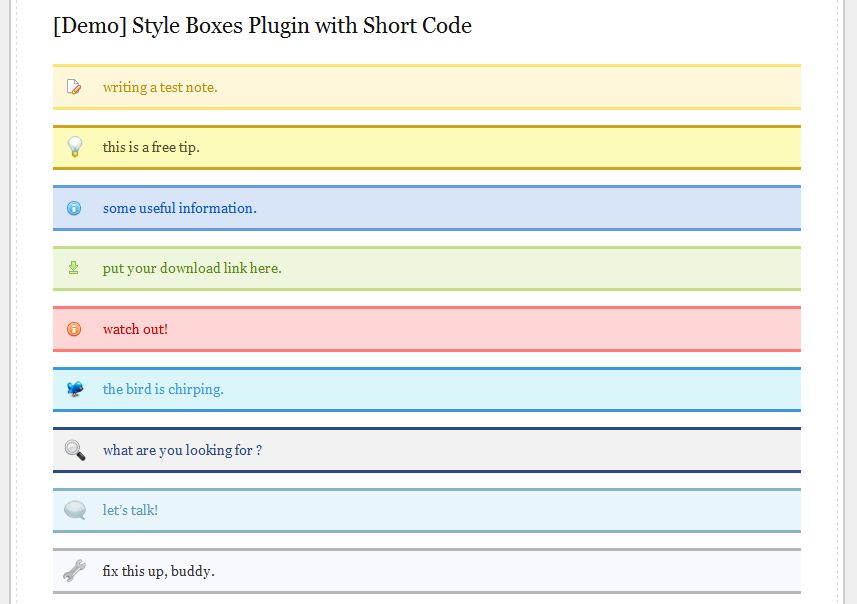 [Demo] Style Boxes Plugin with Short Code
writing a test note.
this is a free tip.
some useful information.
put your download link here.
watch out!
the bird is chirping.
what are you looking for ?
let’s talk!
fix this up, buddy.